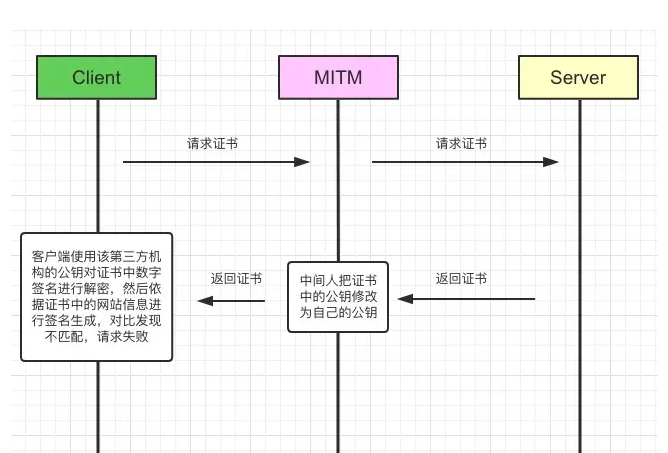 Client
MITM
Server
请求证书
请求证书
客户端使用该第三方机
构的公钥对证书中数字
签名进行解密，然后依
据证书中的网站信息进
行签名生成，对比发现
不匹配，请求失败
返回证书
中间人把证书
中的公钥修改
为自己的公钥
返回证书